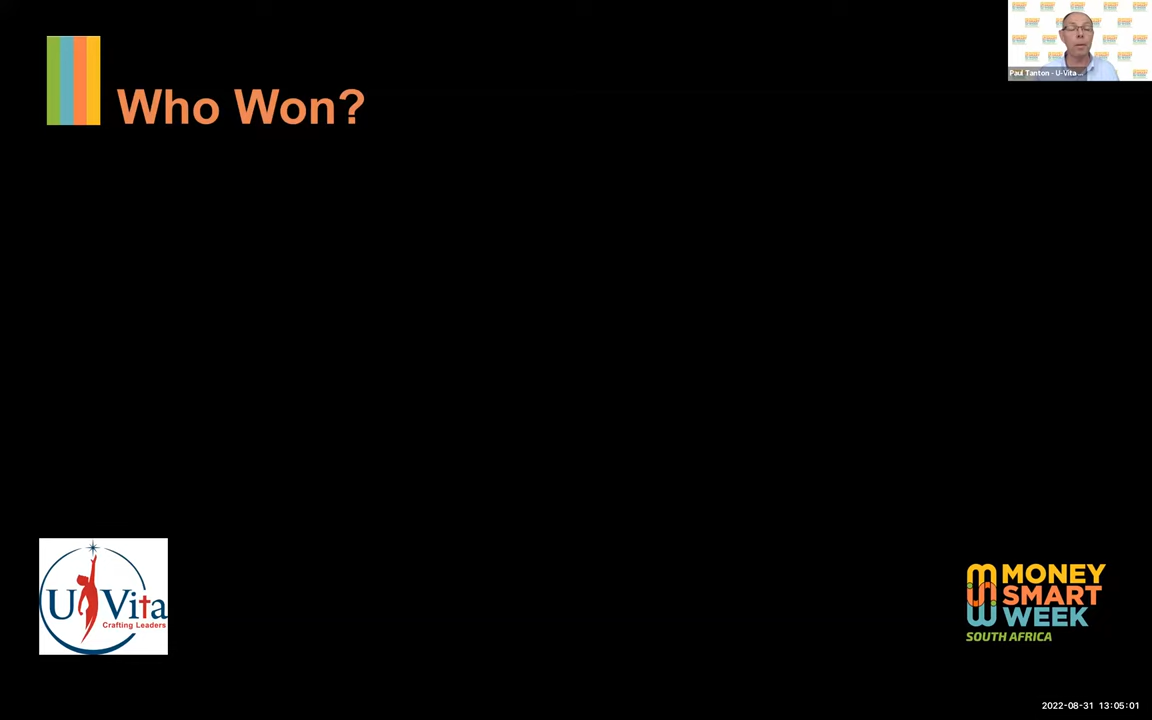 Who Won?
Paul Tanton - U-Vita ...
U Vita
Crafting Leaders
MONEY
SMART
WEEK
SOUTH AFRICA
2022-08-31 13:05:01